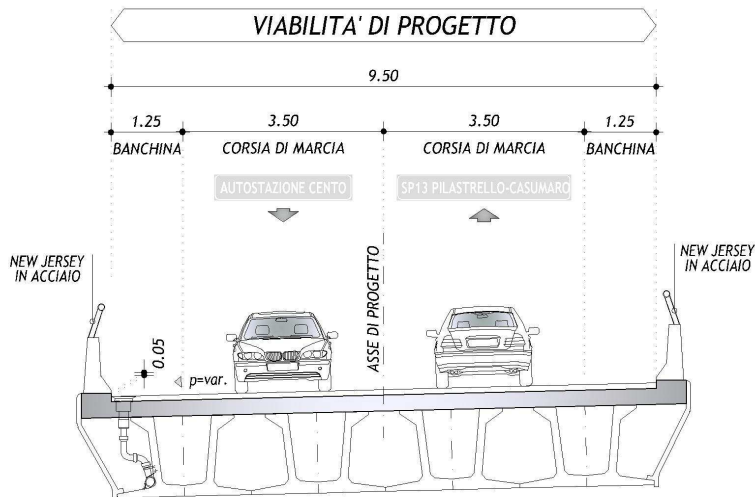 VIABILITA' DI PROGETTO
9.50
1.25 3.50 3.50 1.25
BANCHINA CORSIA DI MARCIA CORSIA DI MARCIA BANCHINA
AUTOSTAZIONE CENTO SP13 PILASTRELLO-CASUMARO
NEW JERSEY
IN ACCIAIO
ASSE DI PROGETTO
NEW JERSEY
IN ACCIAIO
0.05
p=var.